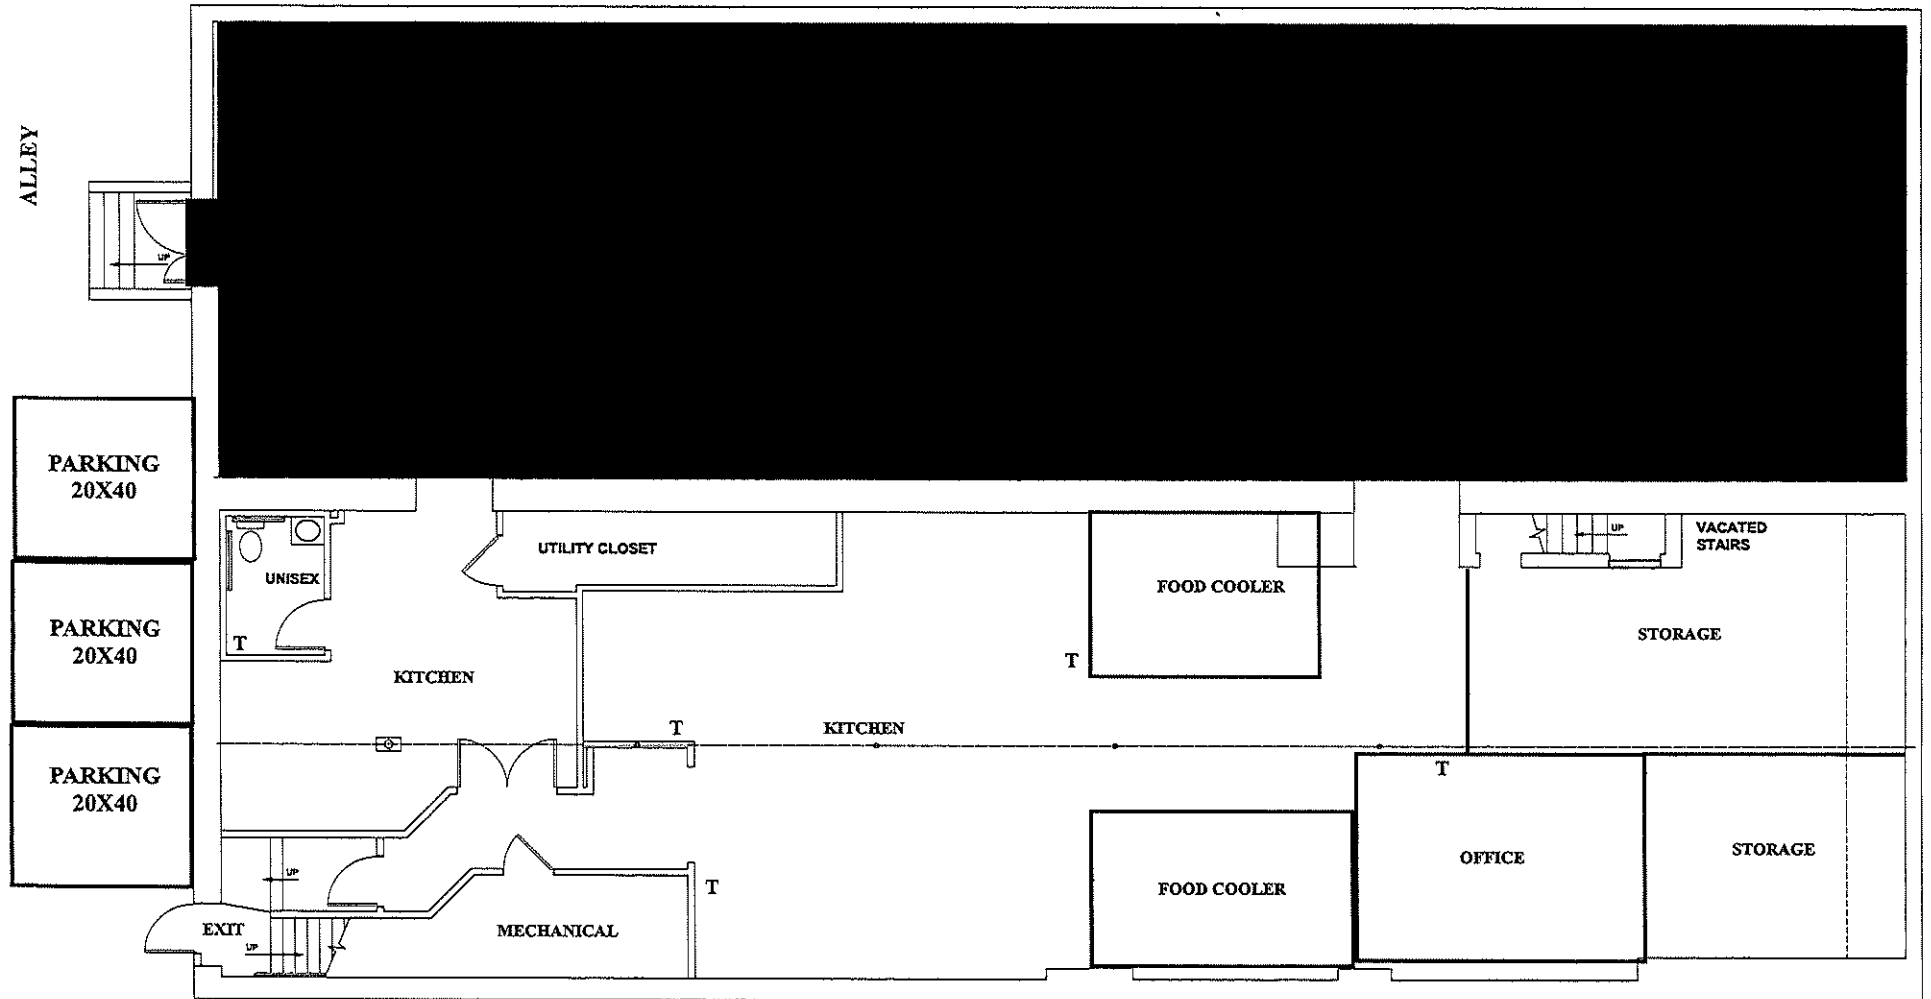 ALLEY
UP
PARKING
20X40
PARKING
20X40
PARKING
20X40
UNISEX
T
UTILITY CLOSET
KITCHEN
T
KITCHEN
FOOD COOLER
T
UP
VACATED
STAIRS
STORAGE
T
OFFICE
STORAGE
FOOD COOLER
T
UP
EXIT
UP
MECHANICAL